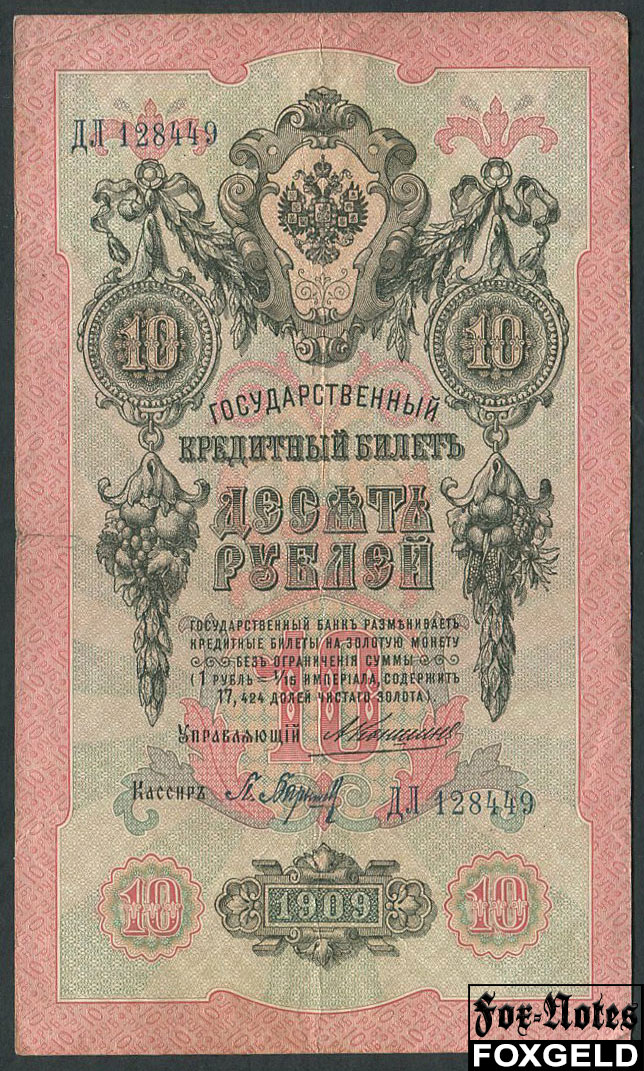 ДЛ 128449
10 10
ГОСУДАРСТВЕННЫЙ
КРЕДИТНЫЙ БИЛЕТЪ
ДЕСЯТЬ
РУБЛЕЙ
10
ГОСУДАРСТВЕННЫЙ БАНКЪ РАЗМѢНИВАЕТЪ
КРЕДИТНЫЕ БИЛЕТЫ НА ЗОЛОТУЮ МОНЕТУ
БЕЗЪ ОГРАНИЧЕНІЯ СУММЫ
(1 РУБЛЬ = 1/15 ИМПЕРІАЛА, СОДЕРЖИТЪ
17,424 ДОЛЕЙ ЧИСТАГО ЗОЛОТА).
УПРАВЛЯЮЩІЙ А Коншинъ
КАССИРЪ
ДЛ 128449
10 1909 10
Fox-Notes
FOXGELD